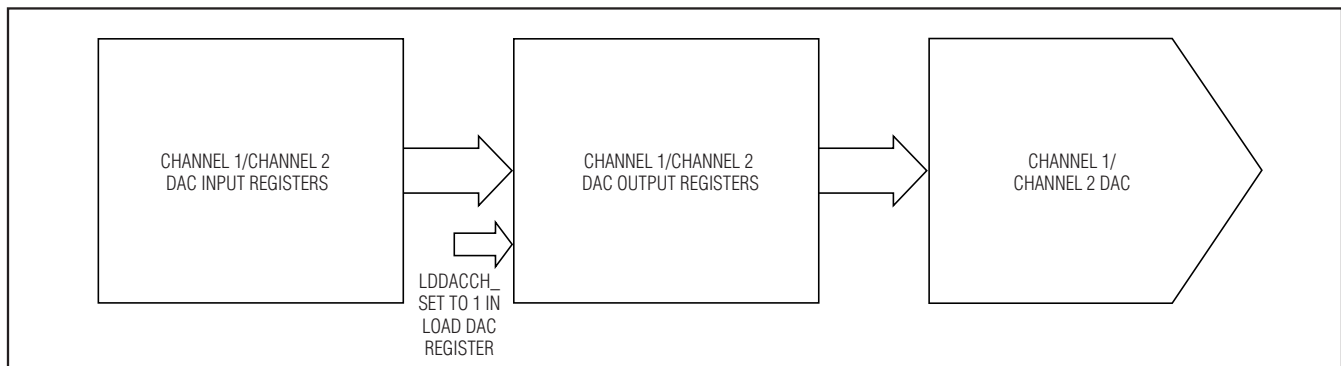 CHANNEL 1/CHANNEL 2
DAC INPUT REGISTERS
LDDACCH_
SET TO 1 IN
LOAD DAC
REGISTER
CHANNEL 1/CHANNEL 2
DAC OUTPUT REGISTERS
CHANNEL 1/
CHANNEL 2 DAC